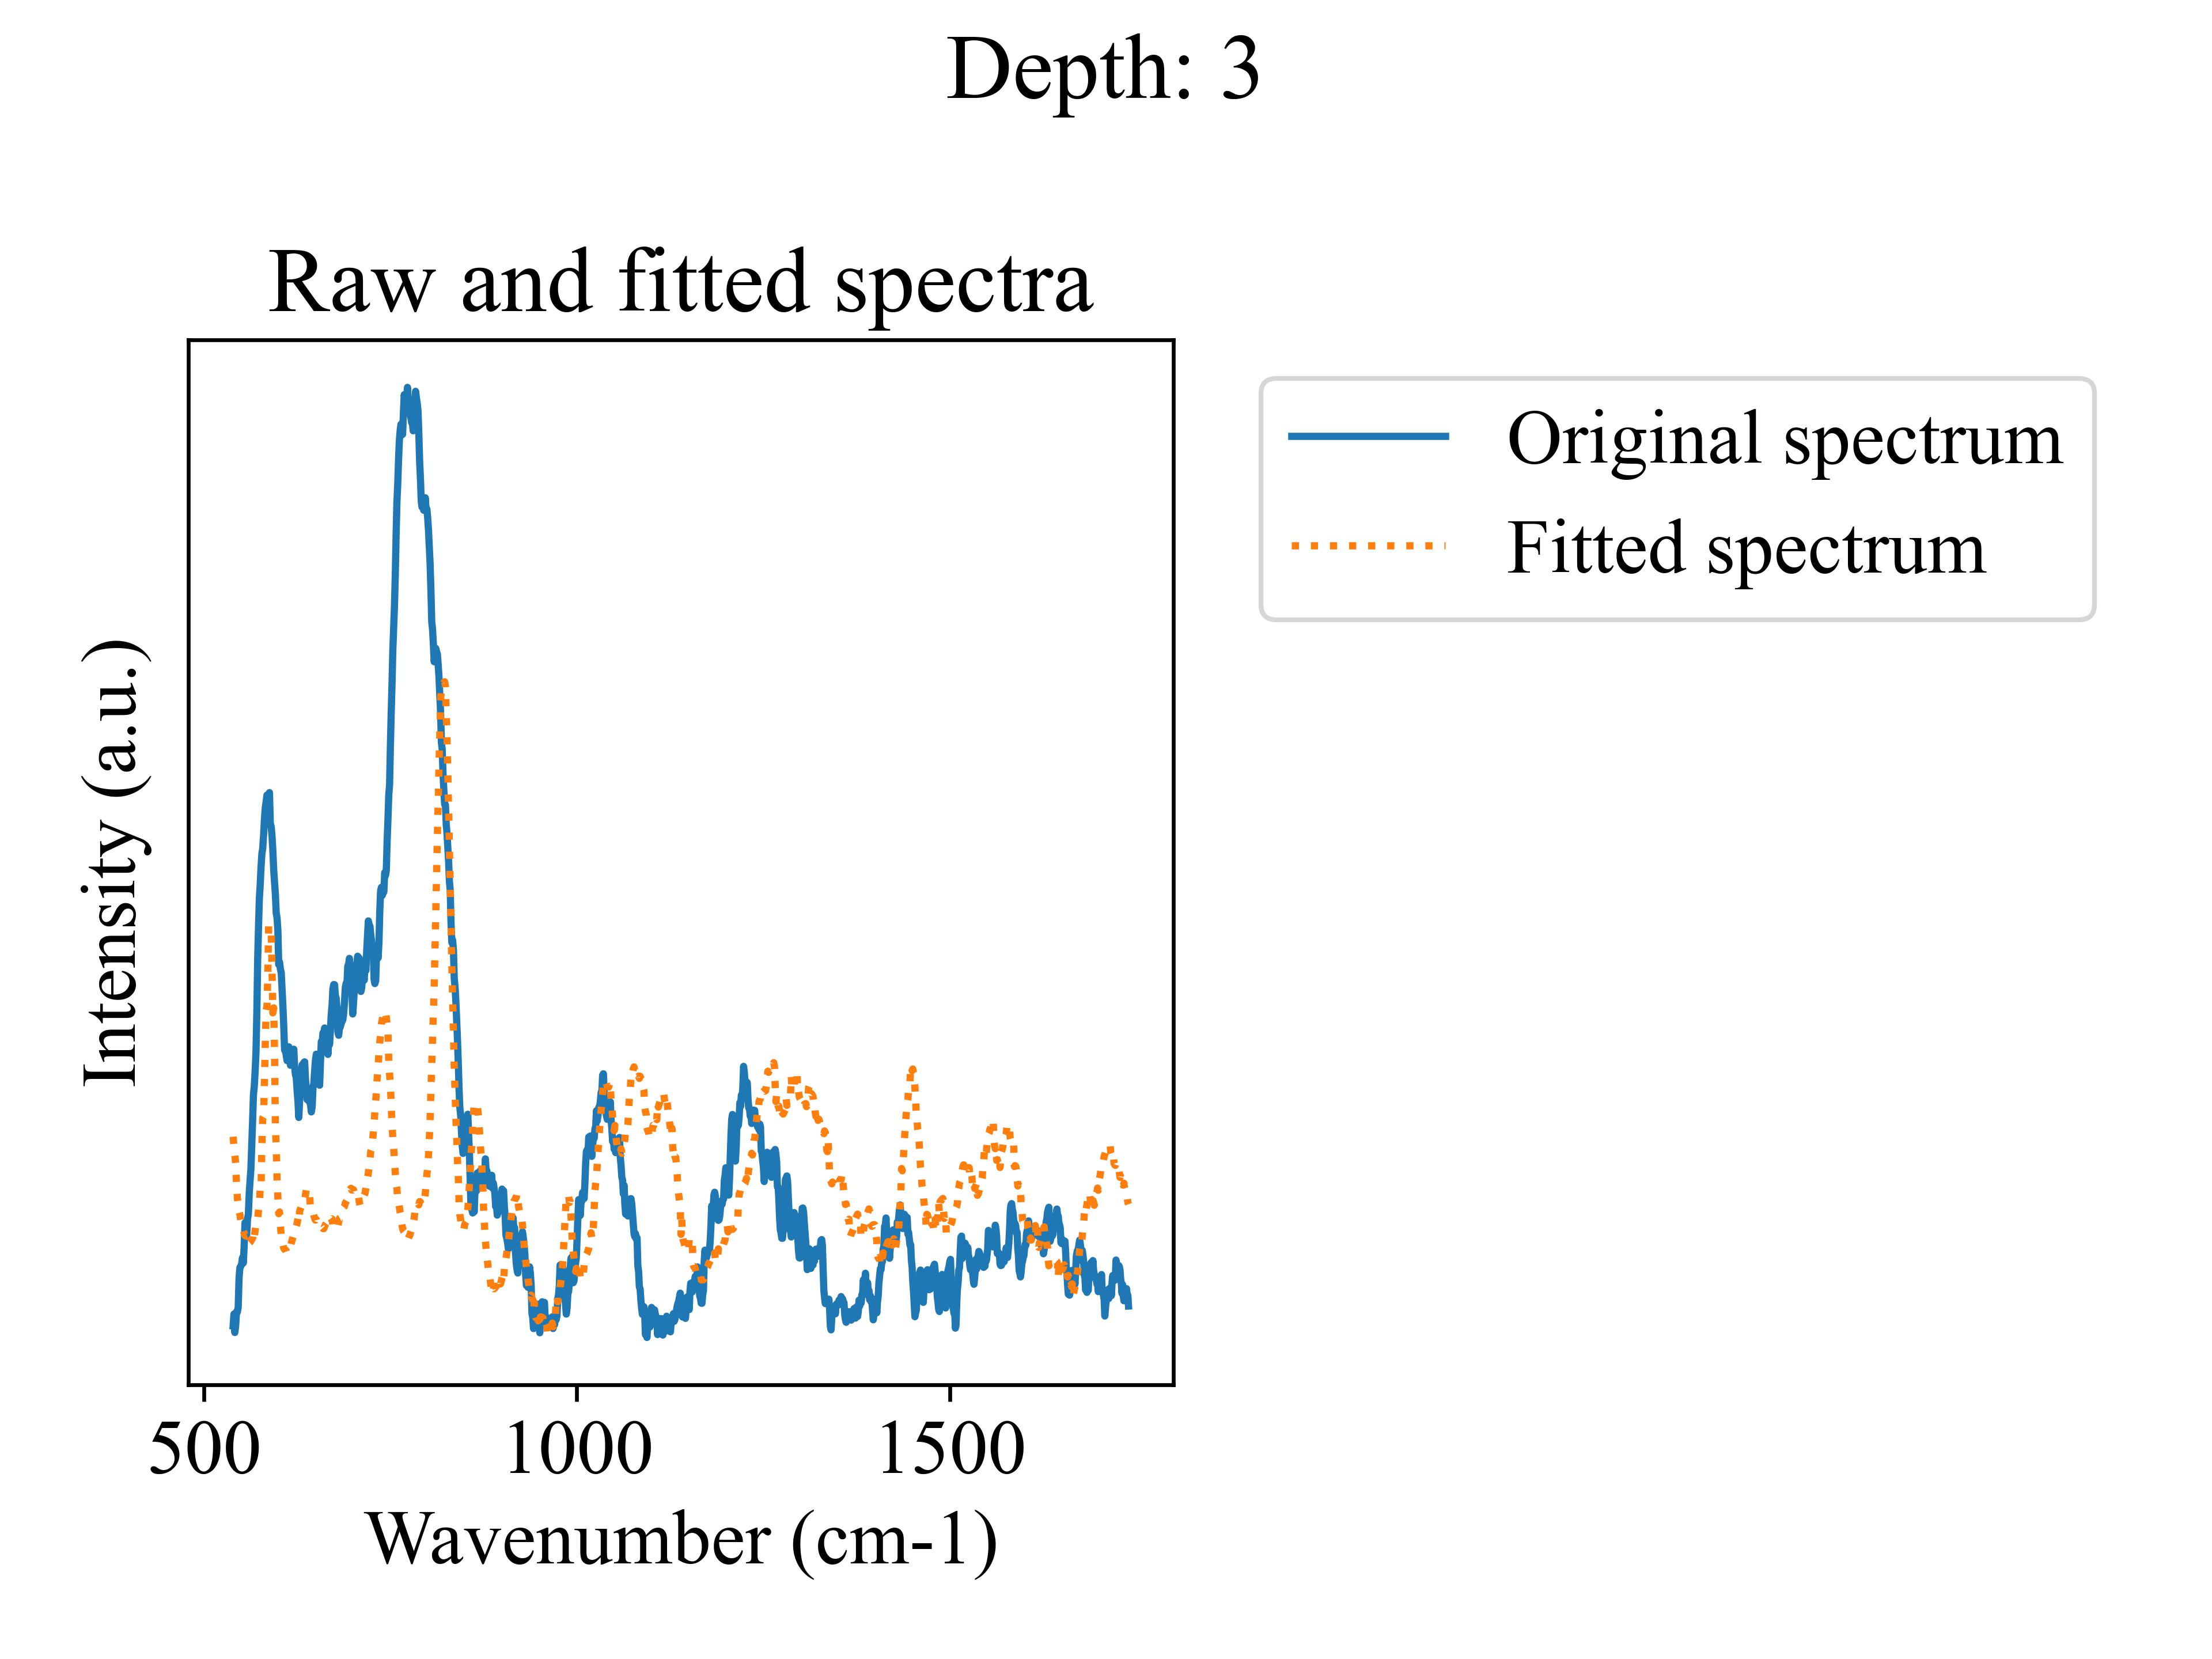 Depth: 3
Raw and fitted spectra
Original spectrum
Fitted spectrum
Intensity (a.u.)
500 1000 1500
Wavenumber (cm-1)